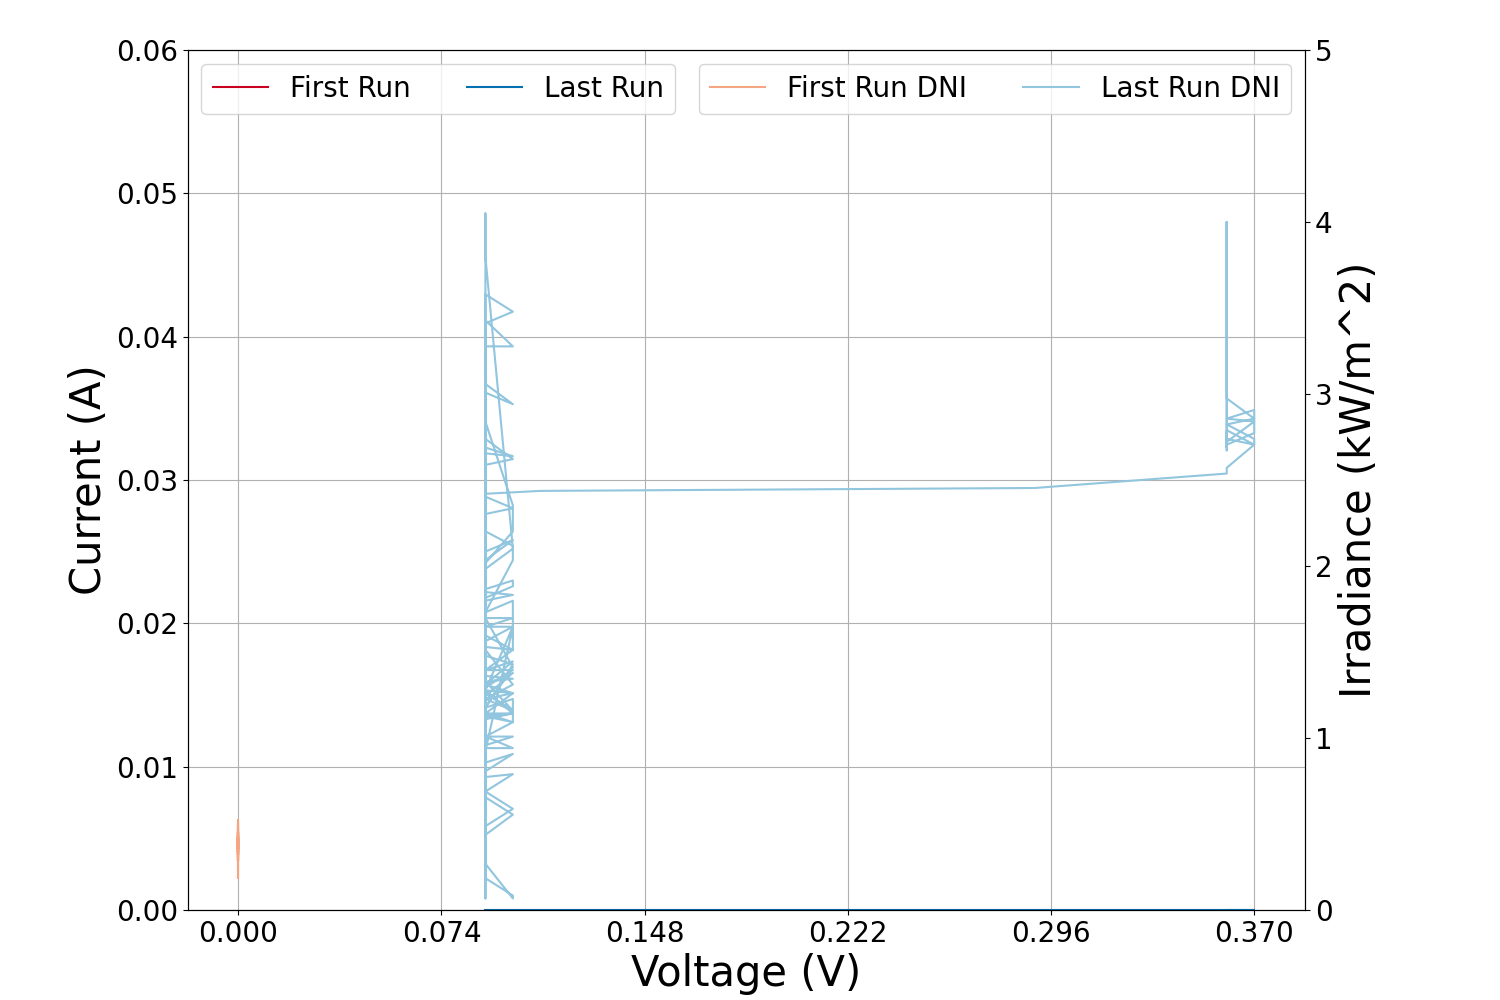 First Run
Last Run
First Run DNI
Last Run DNI
Current (A)
0.06
0.05
0.04
0.03
0.02
0.01
0.00
5
4
3
2
1
0
Irradiance (kW/m^2)
0.000 0.074 0.148 0.222 0.296 0.370
Voltage (V)